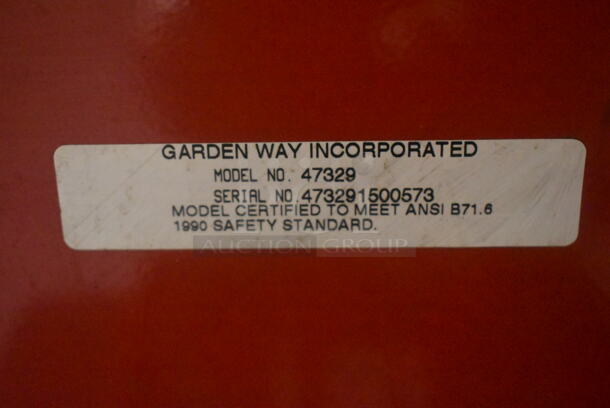 GARDEN WAY INCORPORATED
MODEL NO. 47329
SERIAL NO. 473291500573
MODEL CERTIFIED TO MEET ANSI B71.6
1990 SAFETY STANDARD.
AUCTION GROUP